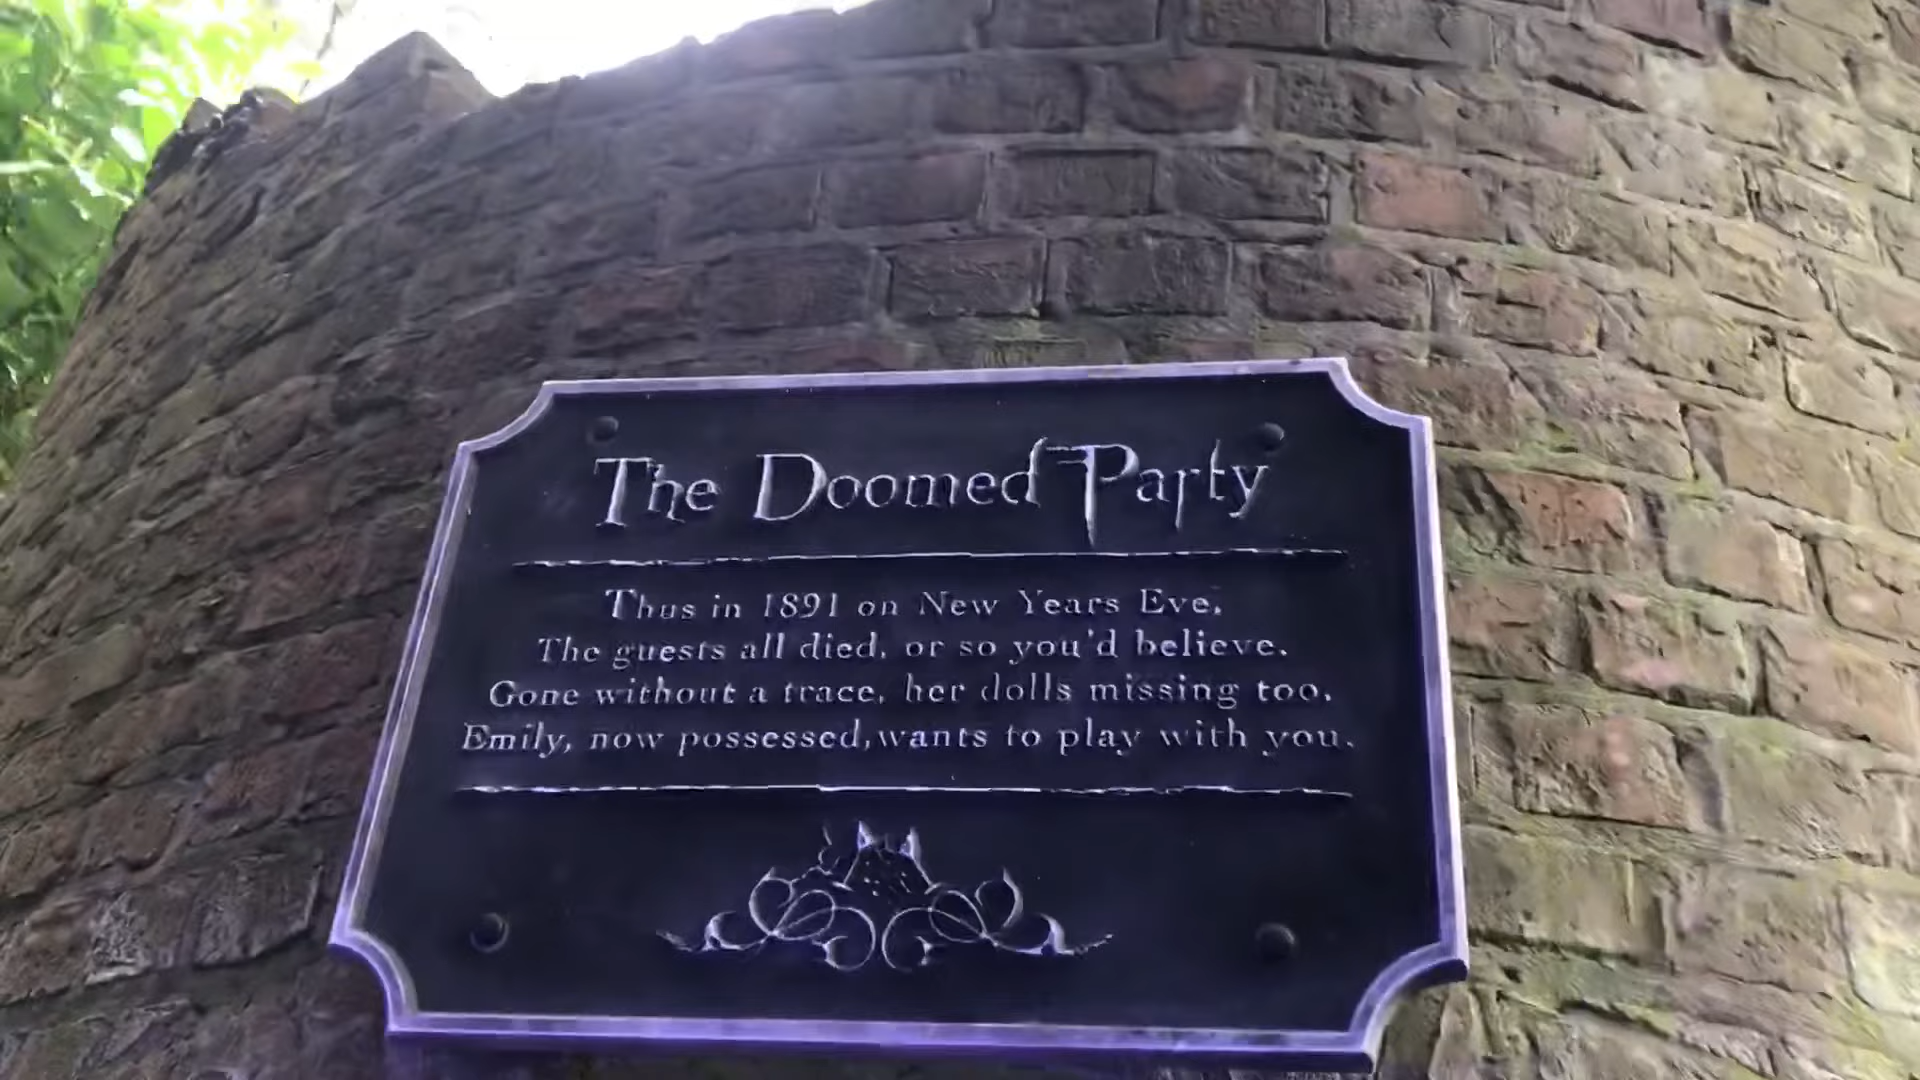 The Doomed Party
Thus in 1891 on New Years Eve,
The guests all died, or so you'd believe.
Gone without a trace, her dolls missing too,
Emily, now possessed, wants to play with you.